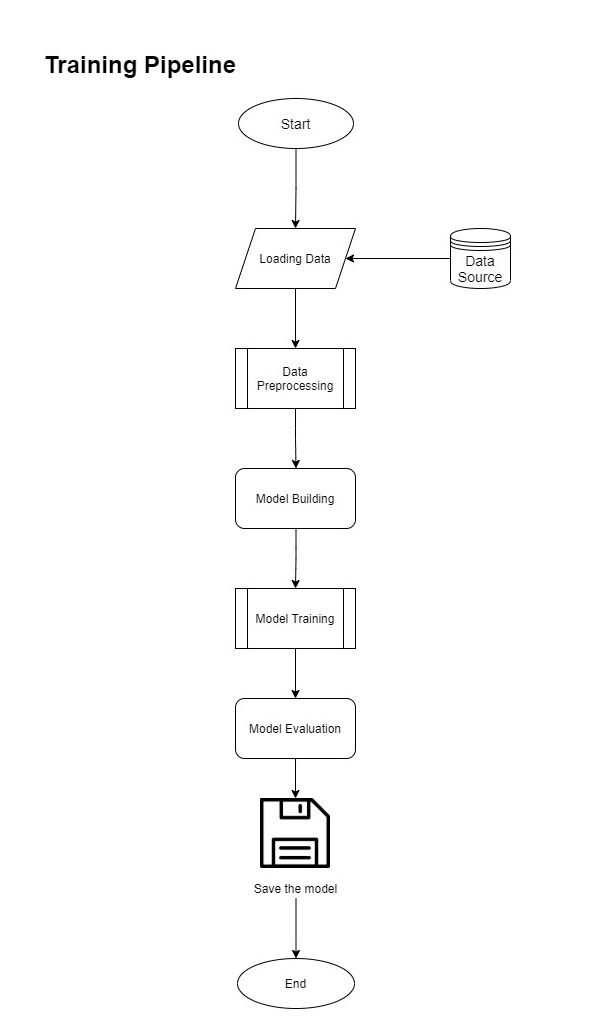 Training Pipeline
Start
Loading Data
Data
Source
Data
Preprocessing
Model Building
Model Training
Model Evaluation
Save the model
End